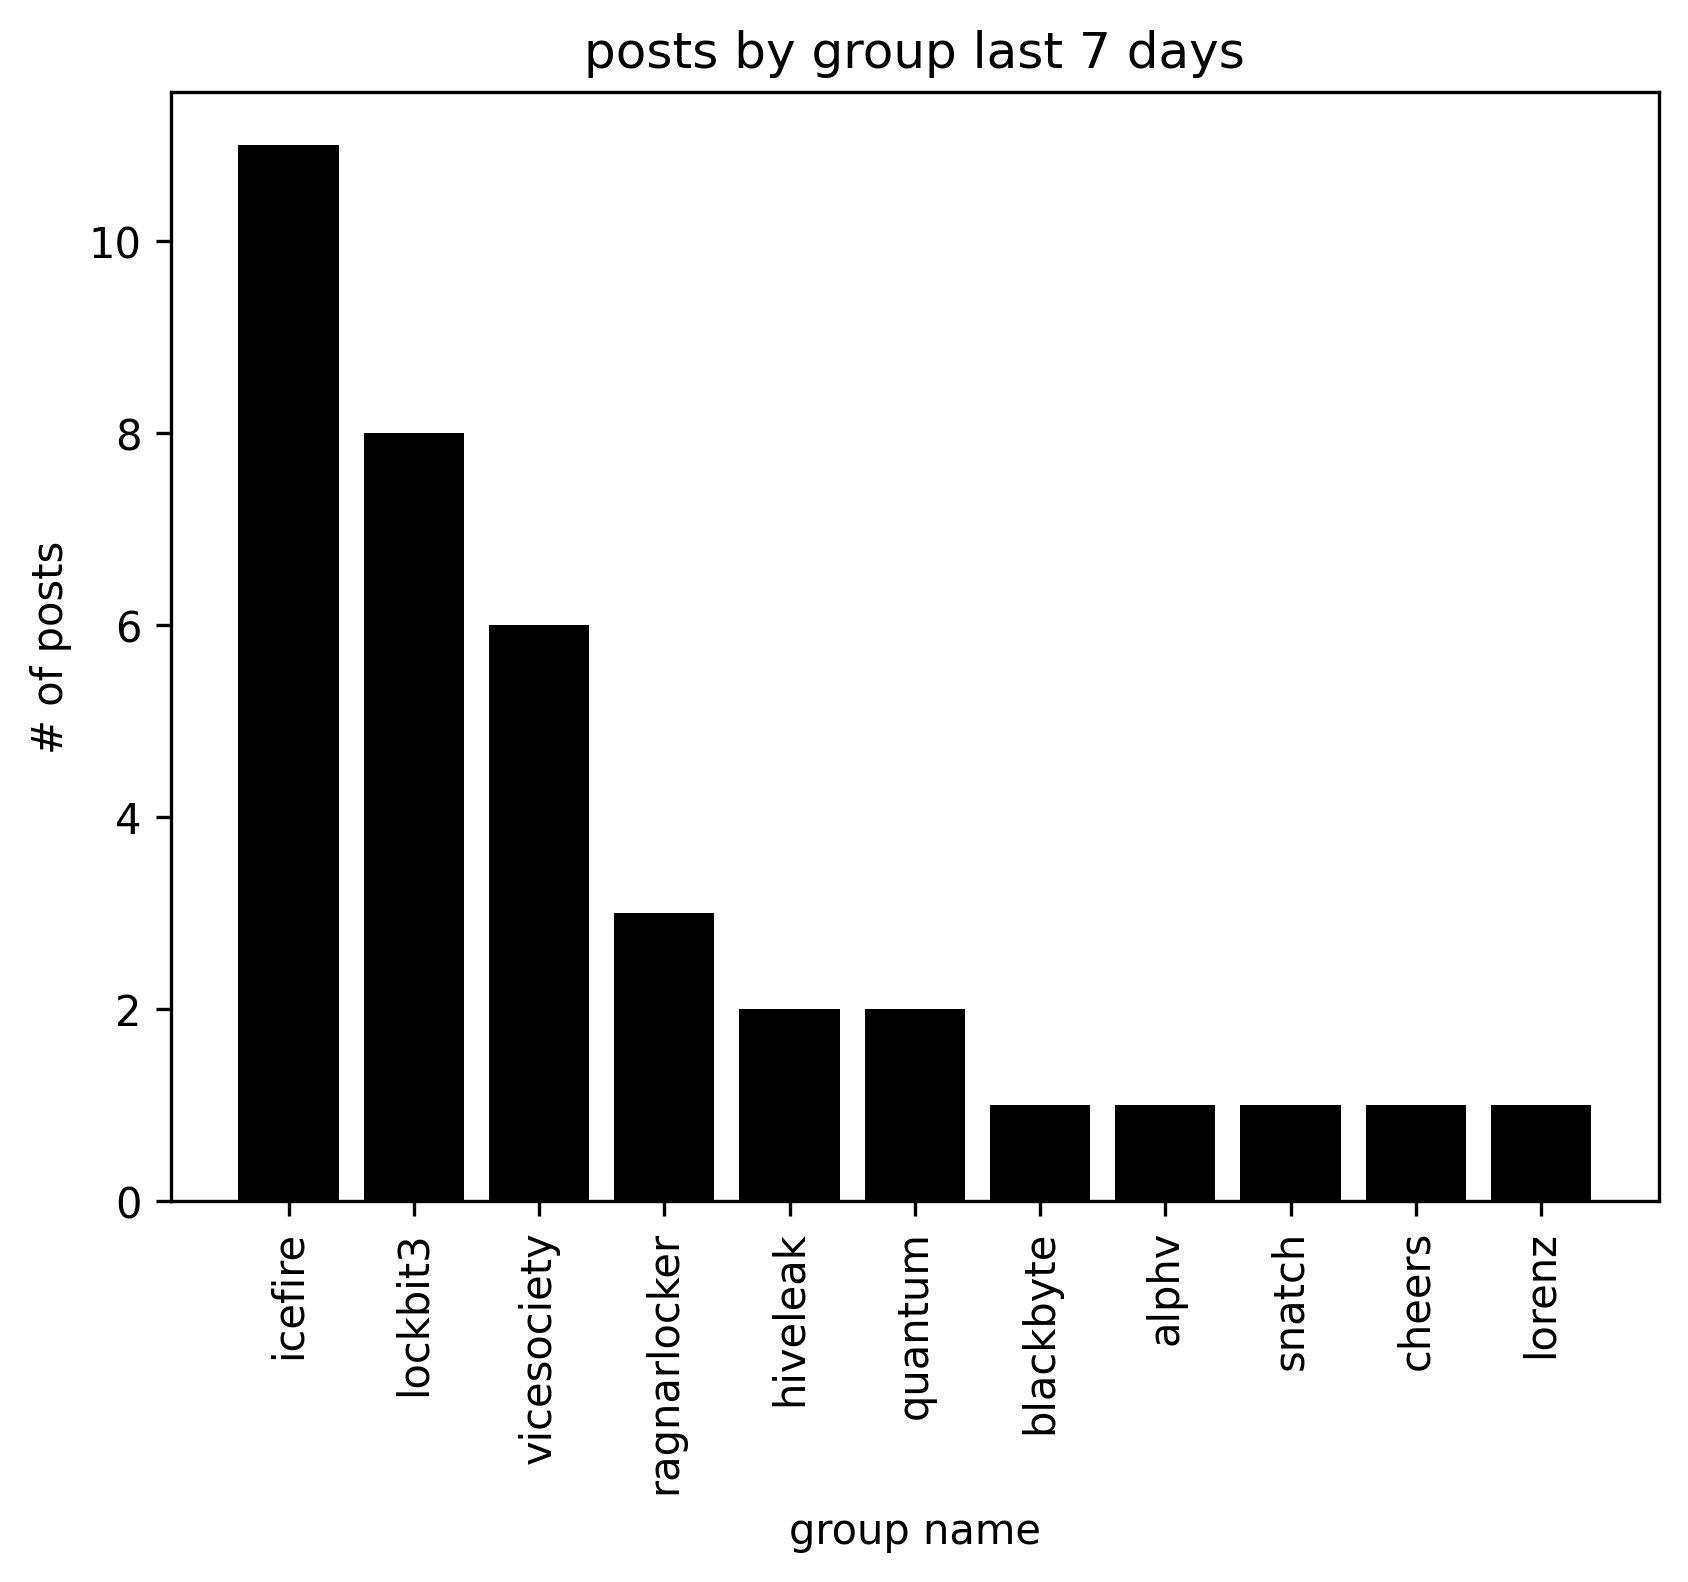 posts by group last 7 days
# of posts
10
8
6
4
2
0
icefire
lockbit3
vicesociety
ragnarlocker
hiveleak
quantum
blackbyte
alphv
snatch
cheers
lorenz
group name